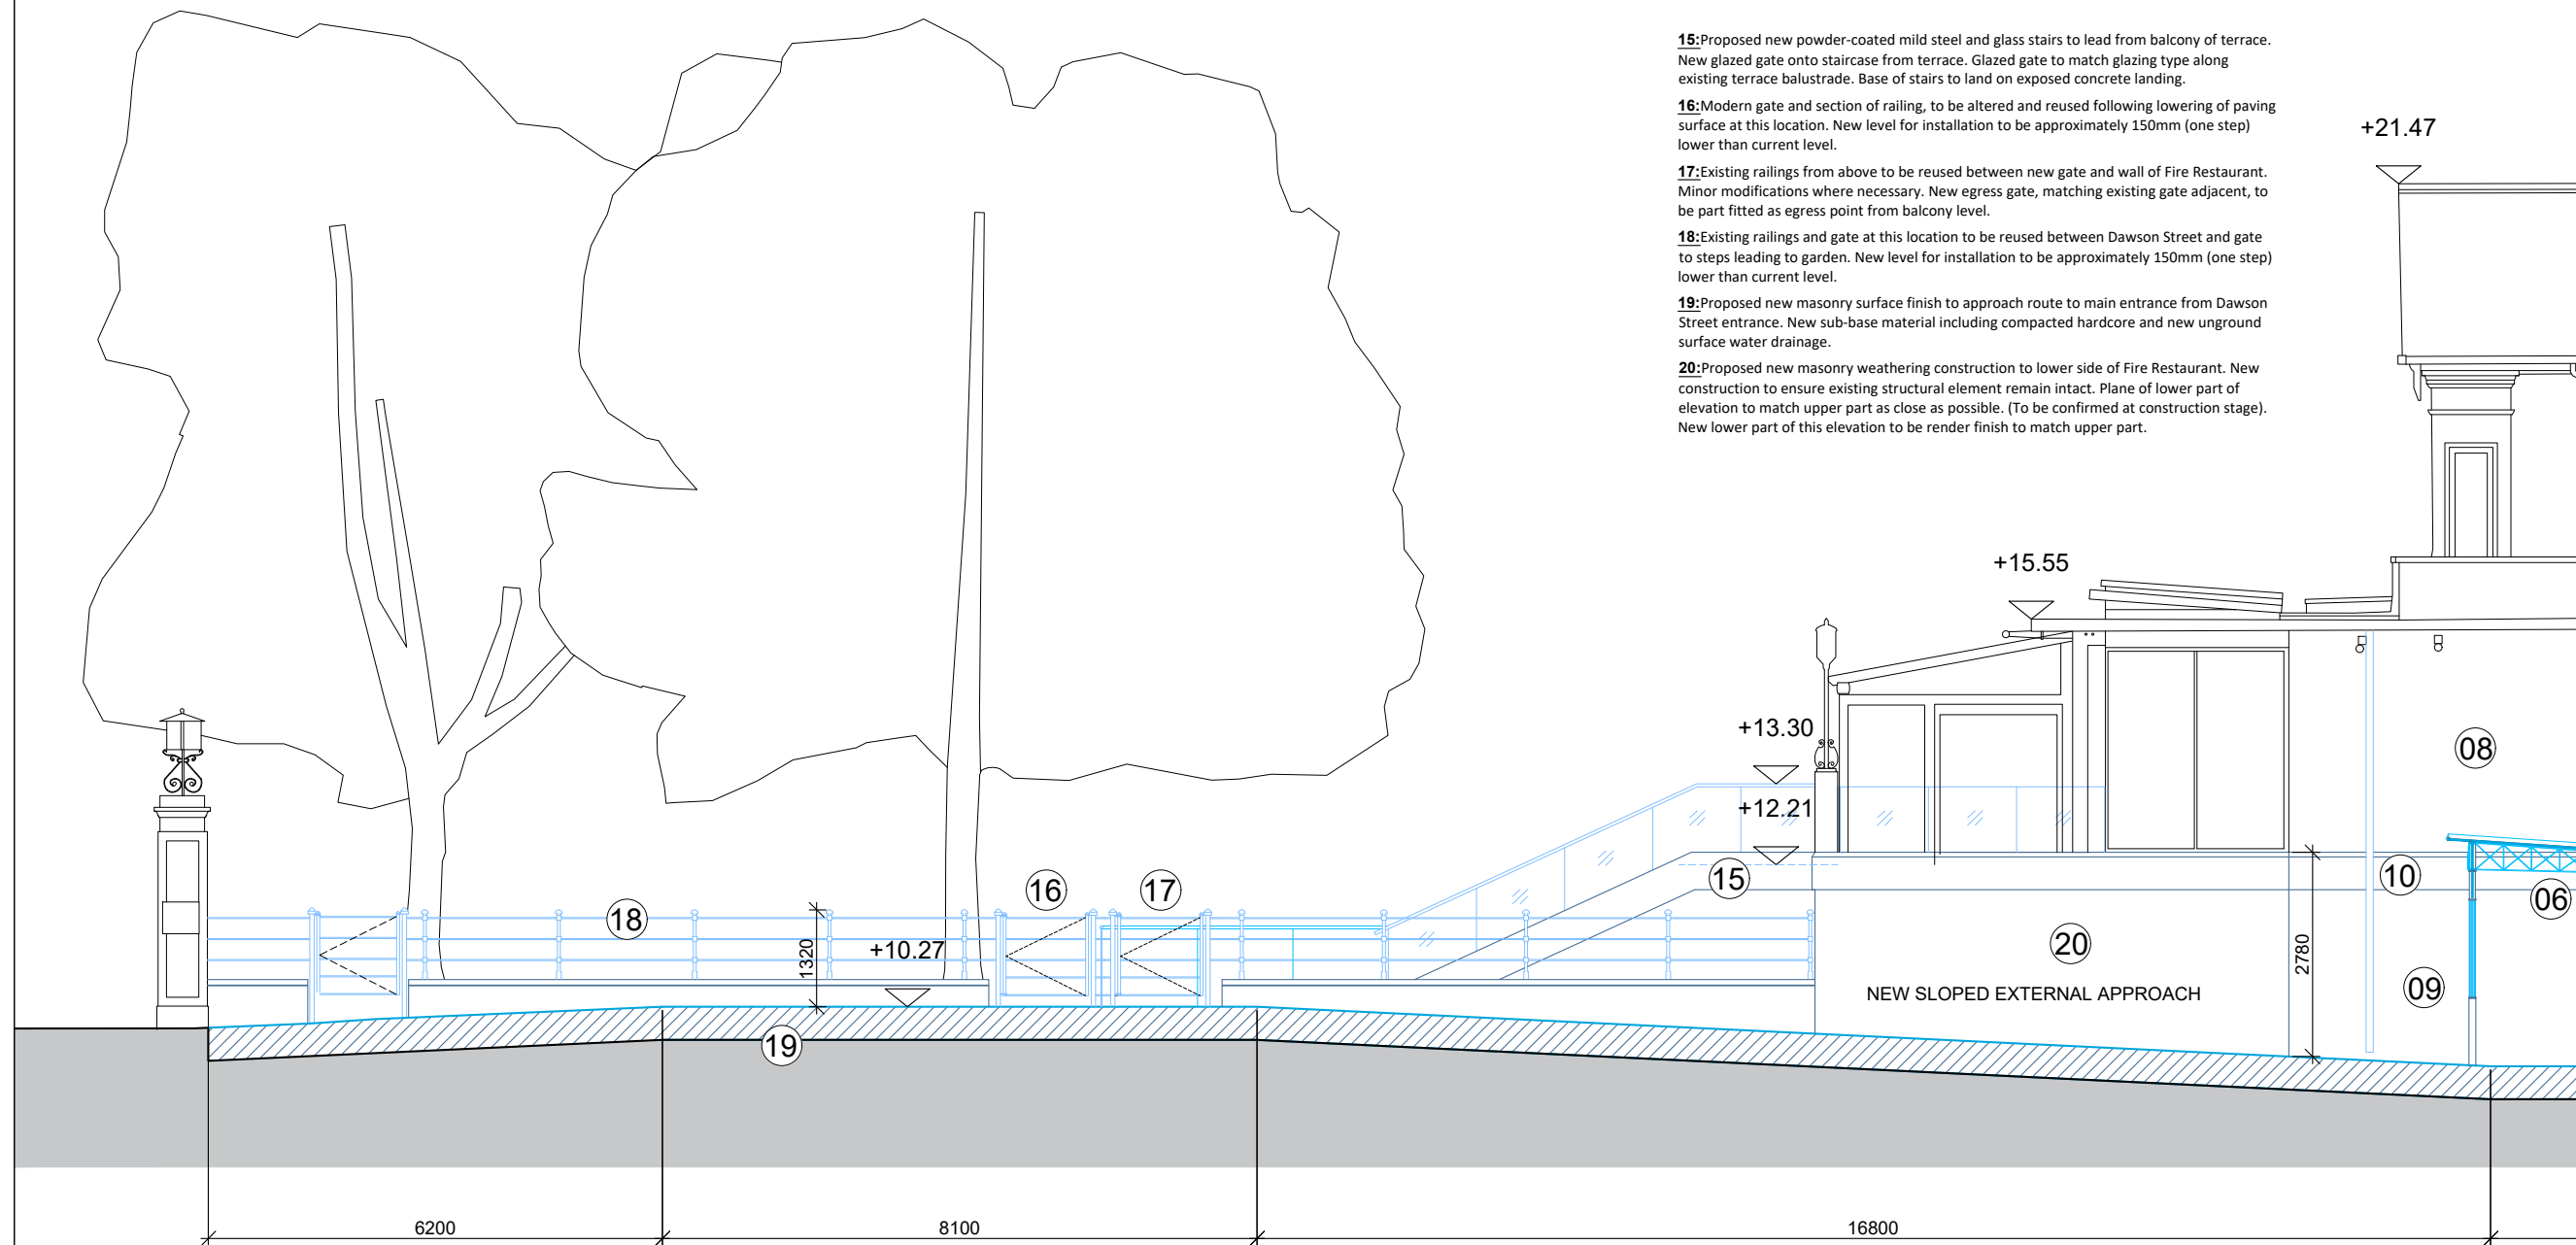 15:Proposed new powder-coated mild steel and glass stairs to lead from balcony of terrace.
New glazed gate onto staircase from terrace. Glazed gate to match glazing type along
existing terrace balustrade. Base of stairs to land on exposed concrete landing.
16:Modern gate and section of railing, to be altered and reused following lowering of paving
surface at this location. New level for installation to be approximately 150mm (one step)
lower than current level.
17:Existing railings from above to be reused between new gate and wall of Fire Restaurant.
Minor modifications where necessary. New egress gate, matching existing gate adjacent, to
be part fitted as egress point from balcony level.
18:Existing railings and gate at this location to be reused between Dawson Street and gate
to steps leading to garden. New level for installation to be approximately 150mm (one step)
lower than current level.
19:Proposed new masonry surface finish to approach route to main entrance from Dawson
Street entrance. New sub-base material including compacted hardcore and new unground
surface water drainage.
20:Proposed new masonry weathering construction to lower side of Fire Restaurant. New
construction to ensure existing structural element remain intact. Plane of lower part of
elevation to match upper part as close as possible. (To be confirmed at construction stage).
New lower part of this elevation to be render finish to match upper part.
+21.47
+15.55
+13.30
08
+12.21
15
10
16
17
06
18
1320
+10.27
20
2780
09
NEW SLOPED EXTERNAL APPROACH
19
6200
8100
16800